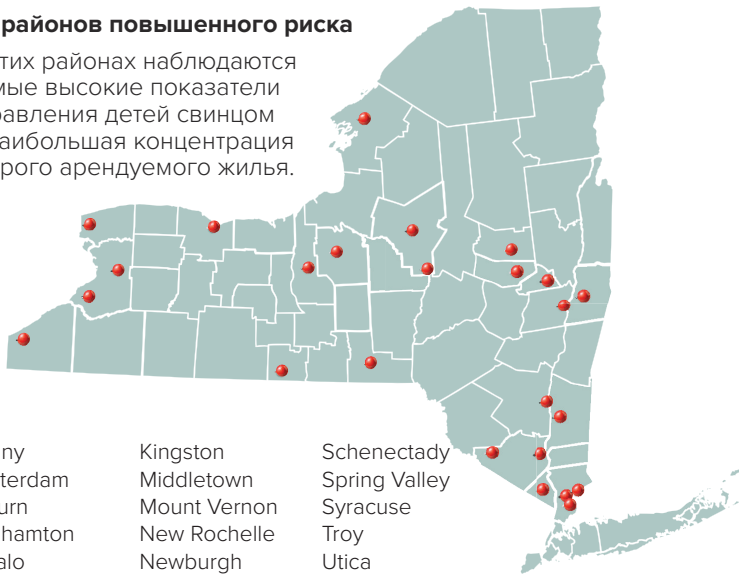 районов повышенного риска
тих районах наблюдаются
мые высокие показатели
равления детей свинцом
аибольшая концентрация
рого арендуемого жилья.
ny
terdam
urn
hamton
alo
Kingston
Middletown
Mount Vernon
New Rochelle
Newburgh
Schenectady
Spring Valley
Syracuse
Troy
Utica